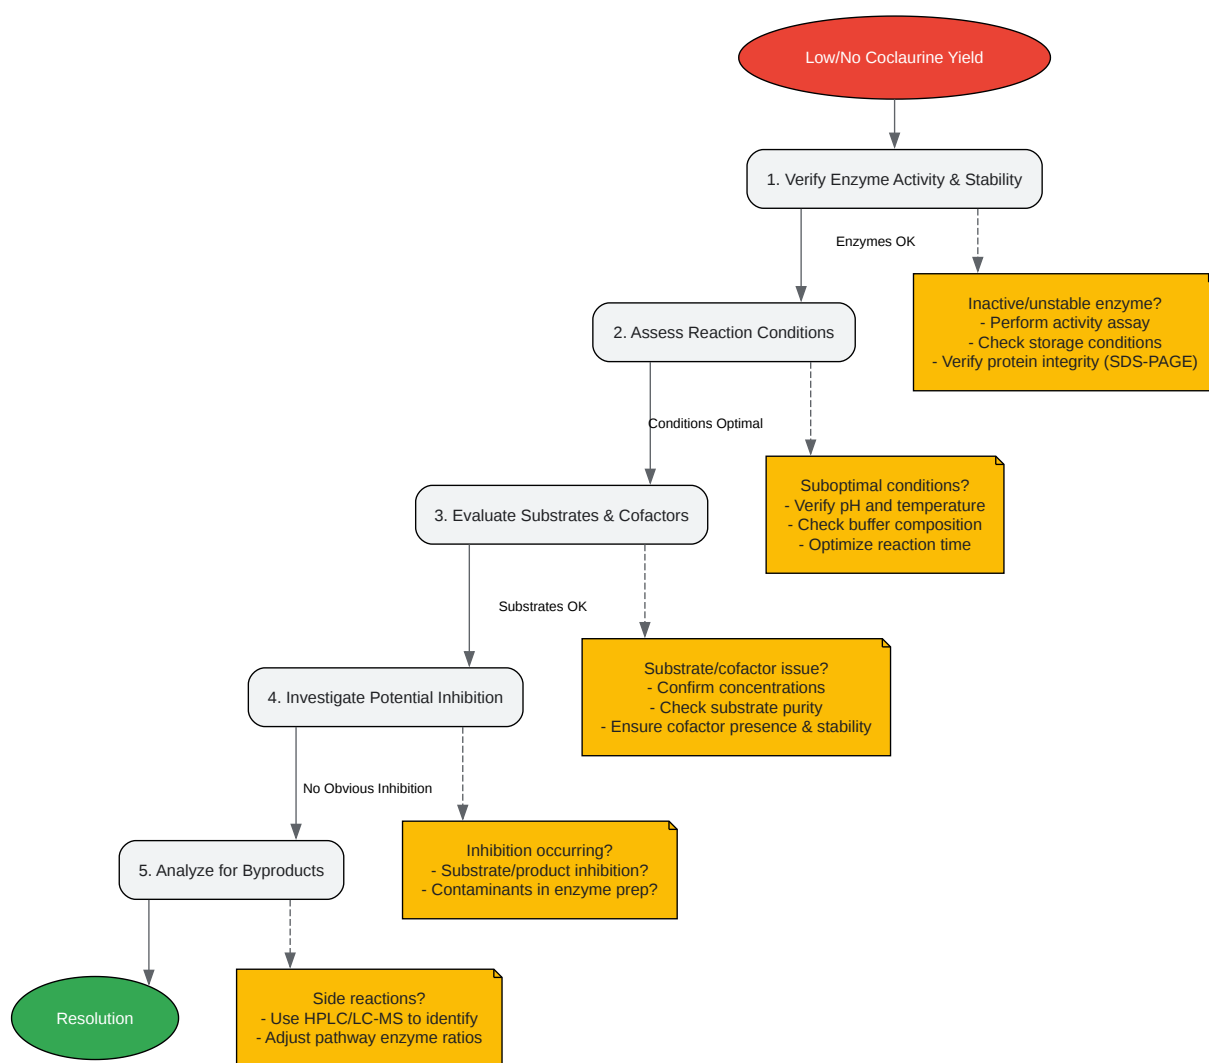 Low/No Coclaurine Yield
1. Verify Enzyme Activity & Stability
Enzymes OK
Inactive/unstable enzyme?
- Perform activity assay
- Check storage conditions
- Verify protein integrity (SDS-PAGE)
2. Assess Reaction Conditions
Conditions Optimal
Suboptimal conditions?
- Verify pH and temperature
- Check buffer composition
- Optimize reaction time
3. Evaluate Substrates & Cofactors
Substrates OK
Substrate/cofactor issue?
- Confirm concentrations
- Check substrate purity
- Ensure cofactor presence & stability
4. Investigate Potential Inhibition
No Obvious Inhibition
Inhibition occurring?
- Substrate/product inhibition?
- Contaminants in enzyme prep?
5. Analyze for Byproducts
Side reactions?
- Use HPLC/LC-MS to identify
- Adjust pathway enzyme ratios
Resolution